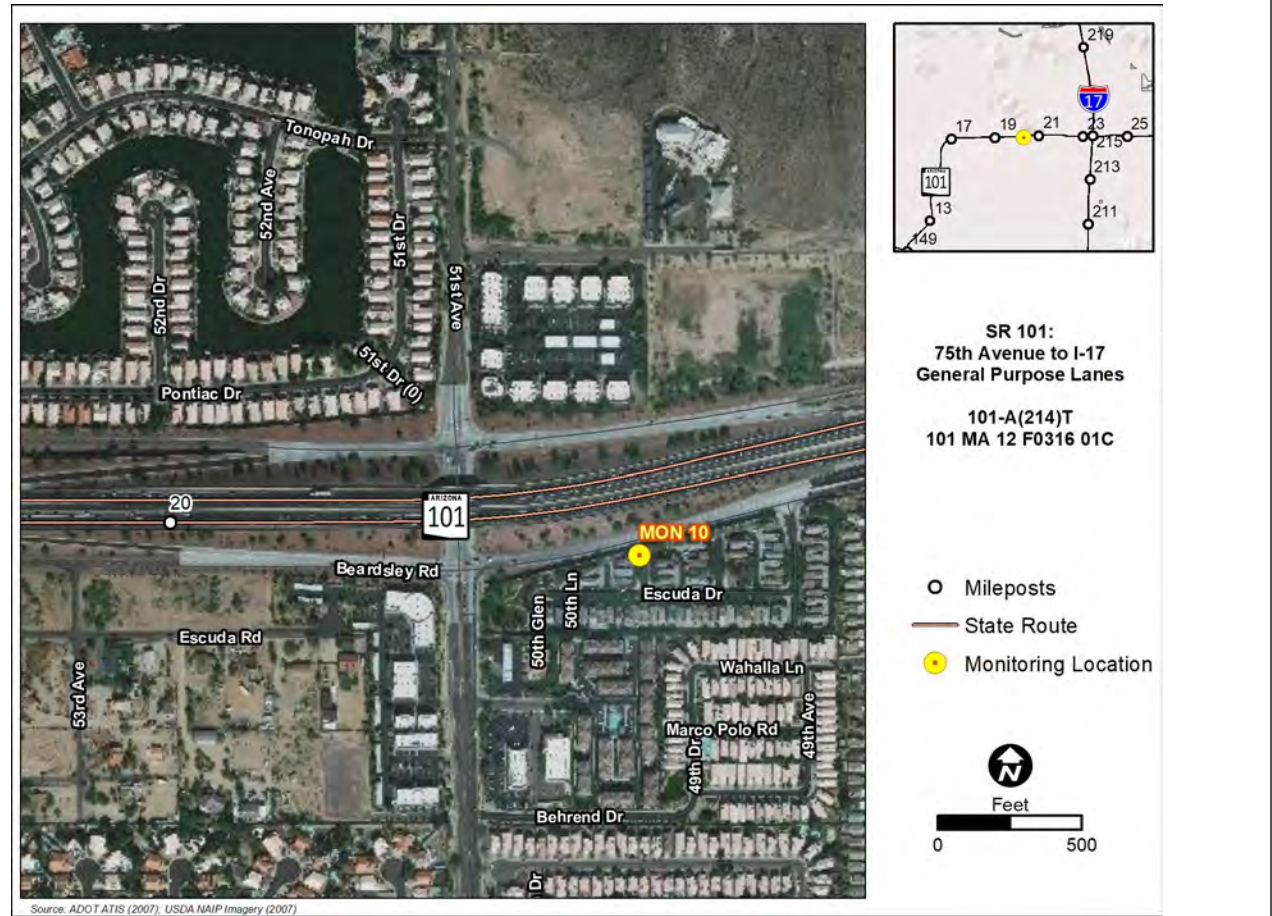 Tonopah Dr
52nd Ave
51st Dr
52nd Dr
51st Ave
51st Dr (0)
Pontiac Dr
20
ARIZONA
101
MON 10
Beardsley Rd
Escuda Dr
50th Ln
50th Glen
Escuda Rd
53rd Ave
Wahalla Ln
Marco Polo Rd
49th Ave
49th Dr
Behrend Dr
Dr
Source: ADOT ATIS (2007); USDA NAIP Imagery (2007)
219
17
17
19
21
23
25
215
213
101
13
211
149
SR 101:
75th Avenue to I-17
General Purpose Lanes
101-A(214)T
101 MA 12 F0316 01C
Mileposts
State Route
Monitoring Location
N
Feet
0 500